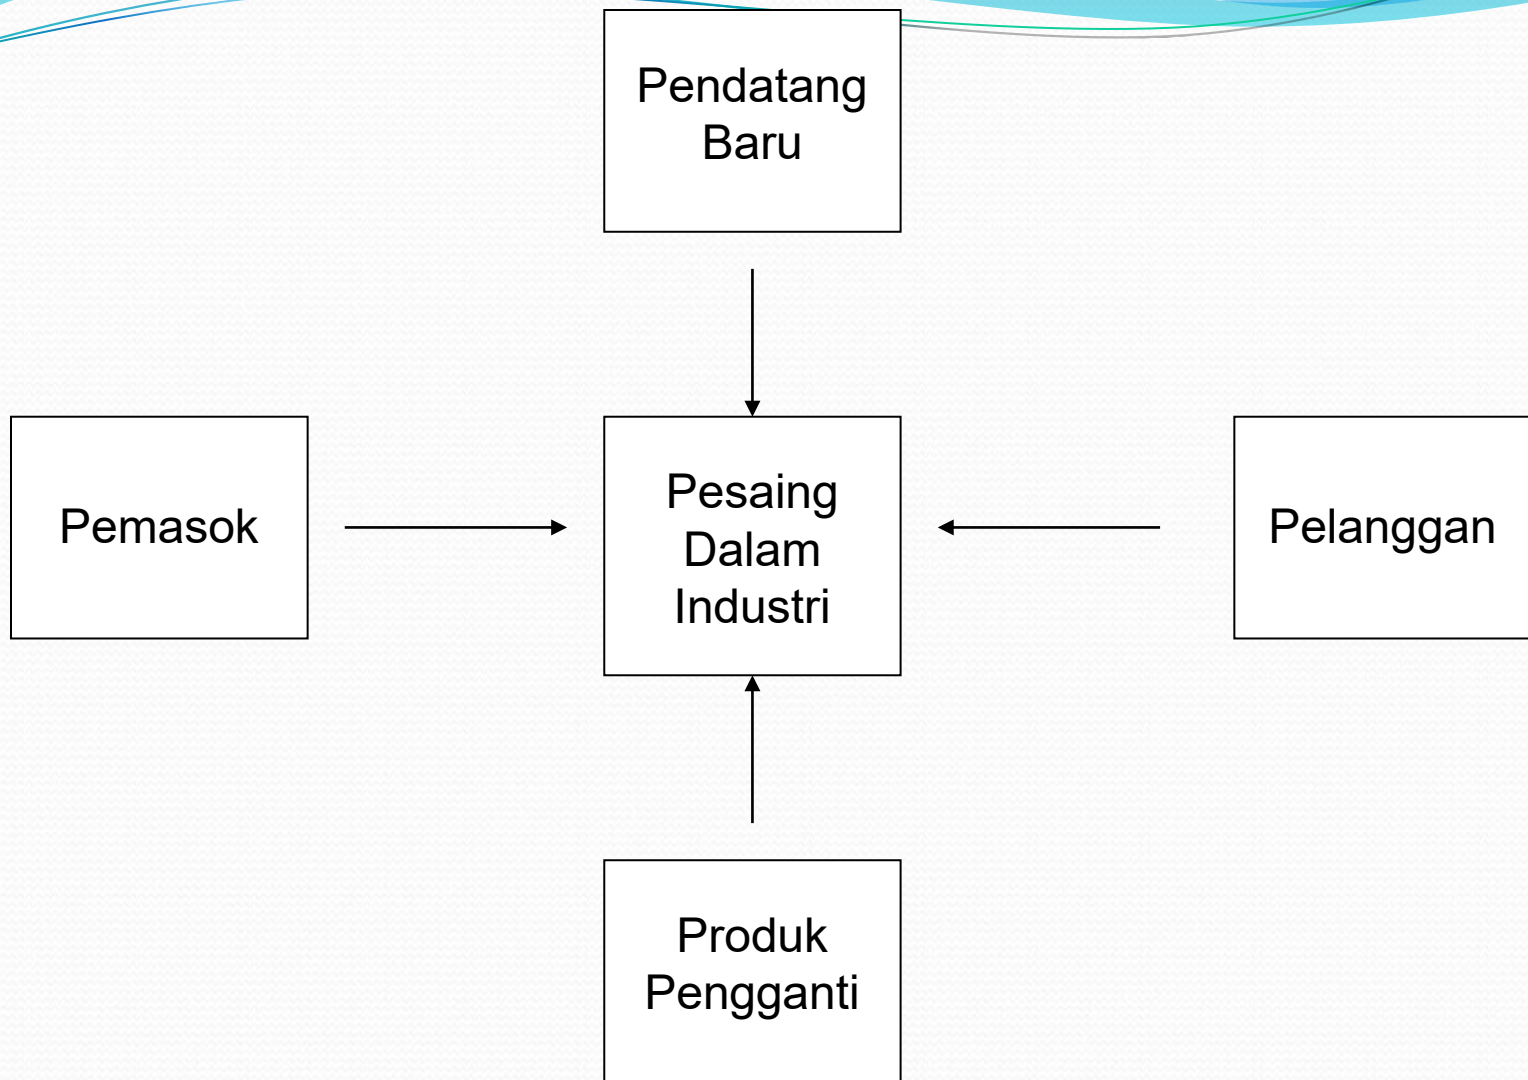 Pendatang
Baru
Pemasok
Pesaing
Dalam
Industri
Pelanggan
Produk
Pengganti